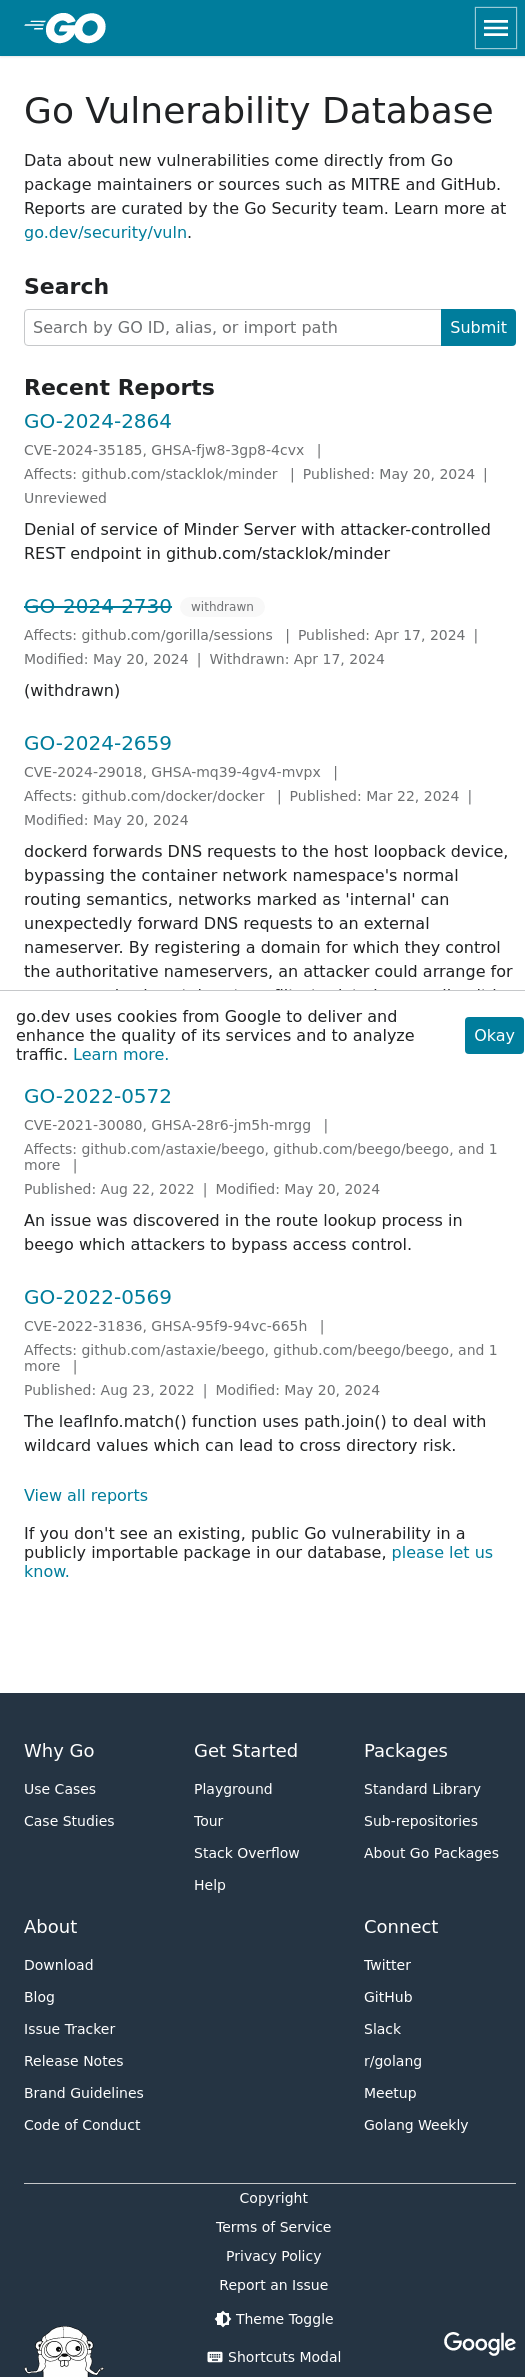 GO
Go Vulnerability Database
Data about new vulnerabilities come directly from Go
package maintainers or sources such as MITRE and GitHub.
Reports are curated by the Go Security team. Learn more at
go.dev/security/vuln.
Search
Search by GO ID, alias, or import path
Submit
Recent Reports
GO-2024-2864
CVE-2024-35185, GHSA-fjw8-3gp8-4cvx |
Affects: github.com/stacklok/minder | Published: May 20, 2024 |
Unreviewed
Denial of service of Minder Server with attacker-controlled
REST endpoint in github.com/stacklok/minder
GO-2024-2730 withdrawn
Affects: github.com/gorilla/sessions | Published: Apr 17, 2024 |
Modified: May 20, 2024 | Withdrawn: Apr 17, 2024
(withdrawn)
GO-2024-2659
CVE-2024-29018, GHSA-mq39-4gv4-mvpx |
Affects: github.com/docker/docker | Published: Mar 22, 2024 |
Modified: May 20, 2024
dockerd forwards DNS requests to the host loopback device,
bypassing the container network namespace's normal
routing semantics, networks marked as 'internal' can
unexpectedly forward DNS requests to an external
nameserver. By registering a domain for which they control
the authoritative nameservers, an attacker could arrange for
go.dev uses cookies from Google to deliver and
enhance the quality of its services and to analyze
traffic. Learn more.
Okay
GO-2022-0572
CVE-2021-30080, GHSA-28r6-jm5h-mrgg |
Affects: github.com/astaxie/beego, github.com/beego/beego, and 1
more |
Published: Aug 22, 2022 | Modified: May 20, 2024
An issue was discovered in the route lookup process in
beego which attackers to bypass access control.
GO-2022-0569
CVE-2022-31836, GHSA-95f9-94vc-665h |
Affects: github.com/astaxie/beego, github.com/beego/beego, and 1
more |
Published: Aug 23, 2022 | Modified: May 20, 2024
The leafInfo.match() function uses path.join() to deal with
wildcard values which can lead to cross directory risk.
View all reports
If you don't see an existing, public Go vulnerability in a
publicly importable package in our database, please let us
know.
Why Go
Use Cases
Case Studies
Get Started
Playground
Tour
Stack Overflow
Help
Packages
Standard Library
Sub-repositories
About Go Packages
About
Download
Blog
Issue Tracker
Release Notes
Brand Guidelines
Code of Conduct
Connect
Twitter
GitHub
Slack
r/golang
Meetup
Golang Weekly
Copyright
Terms of Service
Privacy Policy
Report an Issue
Theme Toggle
Shortcuts Modal
Google